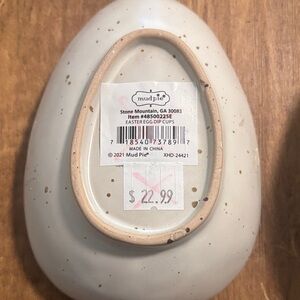 mud pie®
Stone Mountain, GA 30083
Item #48500225E
EASTER EGG DIP CUPS
7 18540 73789 7
MADE IN CHINA
© 2021 Mud Pie® XHD-24421
$ 22.99